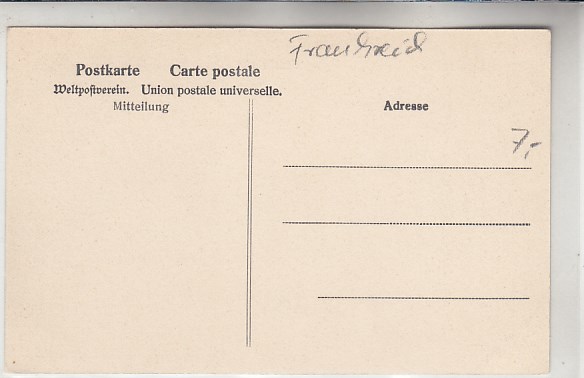 Frankreich
Postkarte Carte postale
Weltpostverein. Union postale universelle.
Mitteilung
Adresse
7,-